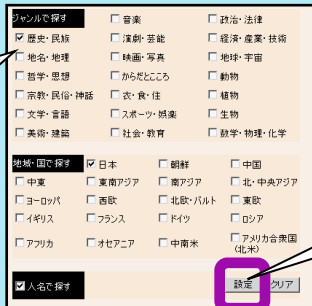 ジャンルで探す 音楽 政治・法律
歴史・民族 演劇・芸能 経済・産業・技術
地名・地理 映画・写真 地球・宇宙
哲学・思想 からだとこころ 動物
宗教・民俗・神話 衣・食・住 植物
文学・言語 スポーツ・娯楽 生物
美術・建築 社会・教育 数学・物理・化学
地域・国で探す 日本 朝鮮 中国
中東 東南アジア 南アジア 北・中央アジア
ヨーロッパ 西欧 北欧・バルト 東欧
イギリス フランス ドイツ ロシア
アフリカ オセアニア 中南米 アメリカ合衆国
(北米)
人名で探す 設定 クリア